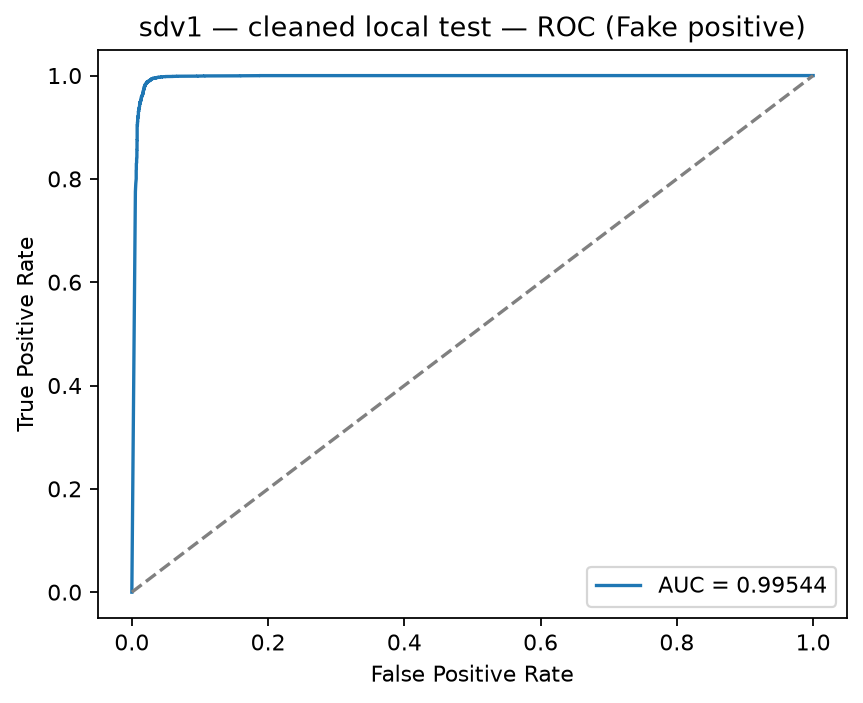 sdv1 — cleaned local test — ROC (Fake positive)
True Positive Rate
1.0
0.8
0.6
0.4
0.2
0.0
AUC = 0.99544
0.0 0.2 0.4 0.6 0.8 1.0
False Positive Rate